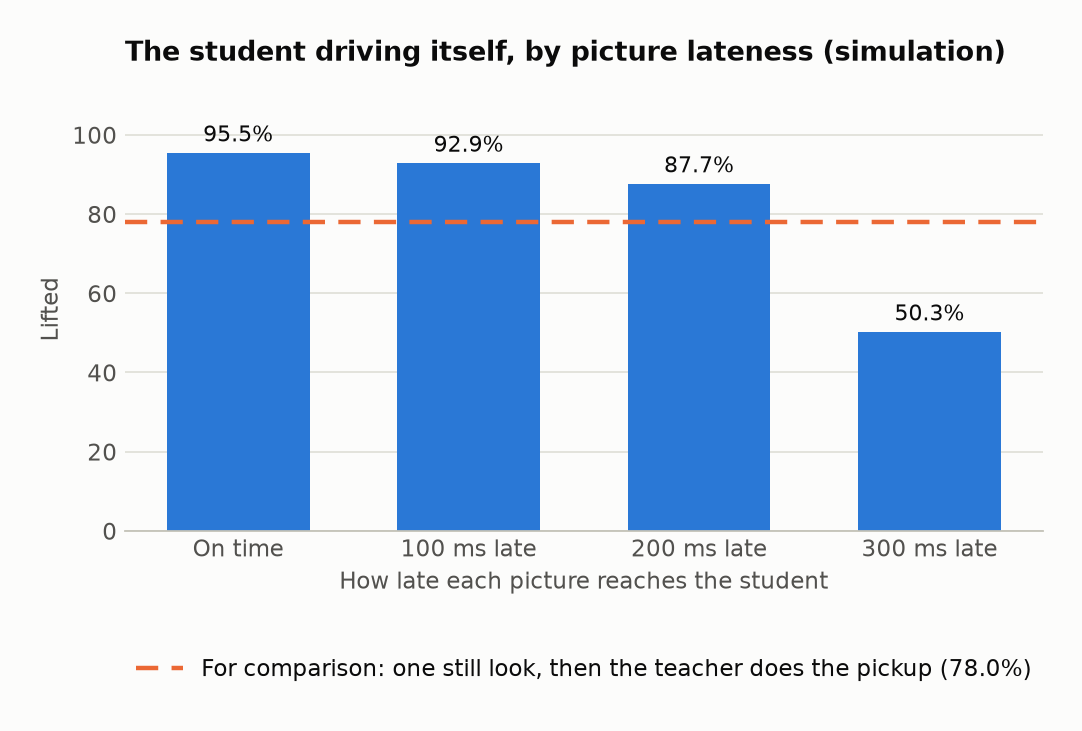 The student driving itself, by picture lateness (simulation)
100
80
60
40
20
0
Lifted
95.5%
92.9%
87.7%
50.3%
On time
100 ms late
200 ms late
300 ms late
How late each picture reaches the student
For comparison: one still look, then the teacher does the pickup (78.0%)